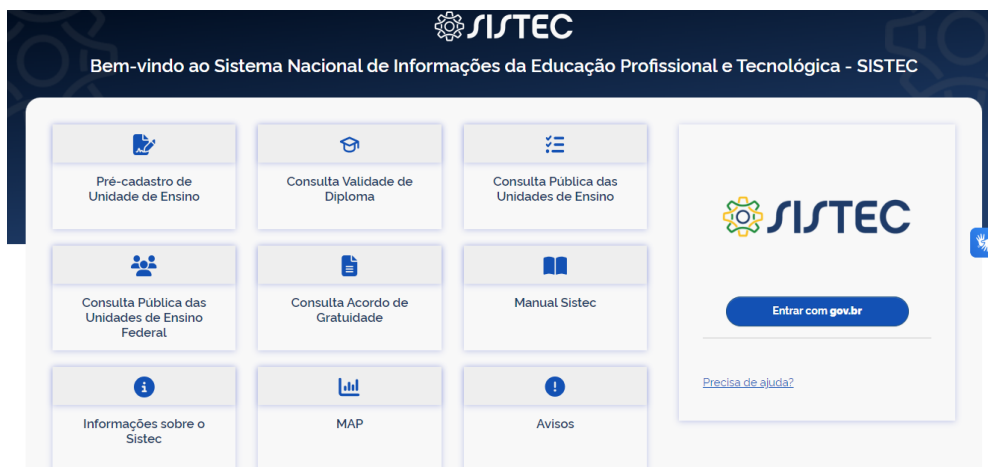 SISTEC
Bem-vindo ao Sistema Nacional de Informações da Educação Profissional e Tecnológica - SISTEC
Pré-cadastro de
Unidade de Ensino
Consulta Validade de
Diploma
Consulta Pública das
Unidades de Ensino
Consulta Pública das
Unidades de Ensino
Federal
Consulta Acordo de
Gratuidade
Manual Sistec
Informações sobre o
Sistec
MAP
Avisos
SISTEC
Entrar com gov.br
Precisa de ajuda?